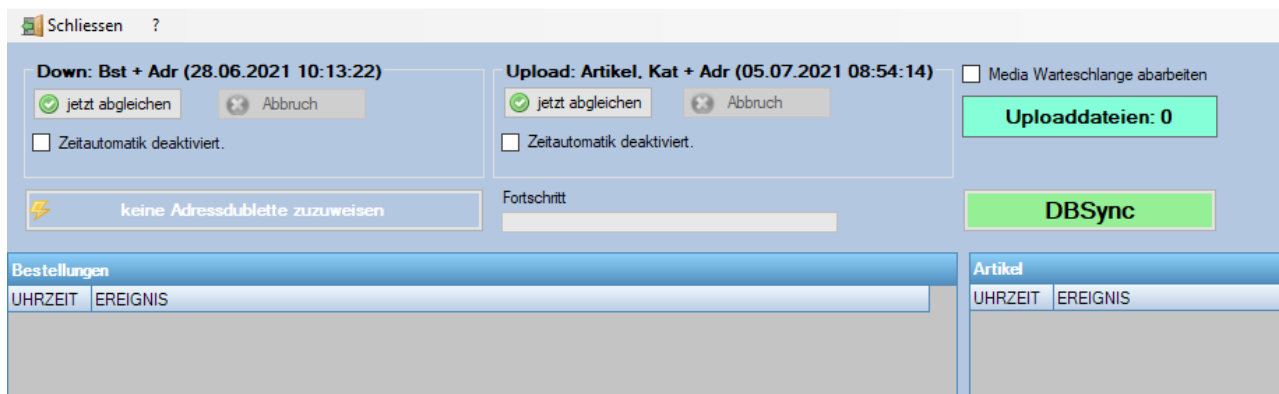 Schliessen ?
Down: Bst + Adr (28.06.2021 10:13:22)
jetzt abgleichen Abbruch
Zeitautomatik deaktiviert.
Upload: Artikel, Kat + Adr (05.07.2021 08:54:14)
jetzt abgleichen Abbruch
Zeitautomatik deaktiviert.
Media Warteschlange abarbeiten
Uploaddateien: 0
keine Adressdublette zuzuweisen
Fortschritt
DBSync
Bestellungen
UHRZEIT EREIGNIS
Artikel
UHRZEIT EREIGNIS